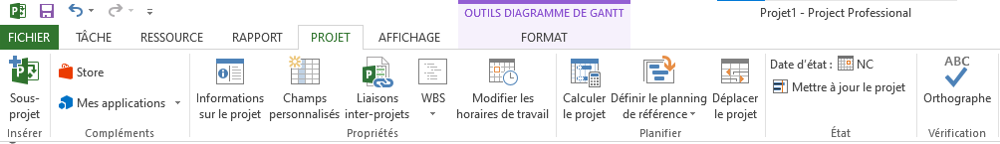 OUTILS DIAGRAMME DE GANTT
Projet1 - Project Professional
FICHIER TÂCHE RESSOURCE RAPPORT PROJET AFFICHAGE FORMAT
Sous-
projet
Insérer
Store
Mes applications
Compléments
Informations
sur le projet
Champs
personnalisés
Liaisons
inter-projets
WBS
Modifier les
horaires de travail
Propriétés
Calculer
le projet
Définir le planning
de référence
Déplacer
le projet
Planifier
Date d'état : NC
Mettre à jour le projet
État
ABC
Orthographe
Vérification